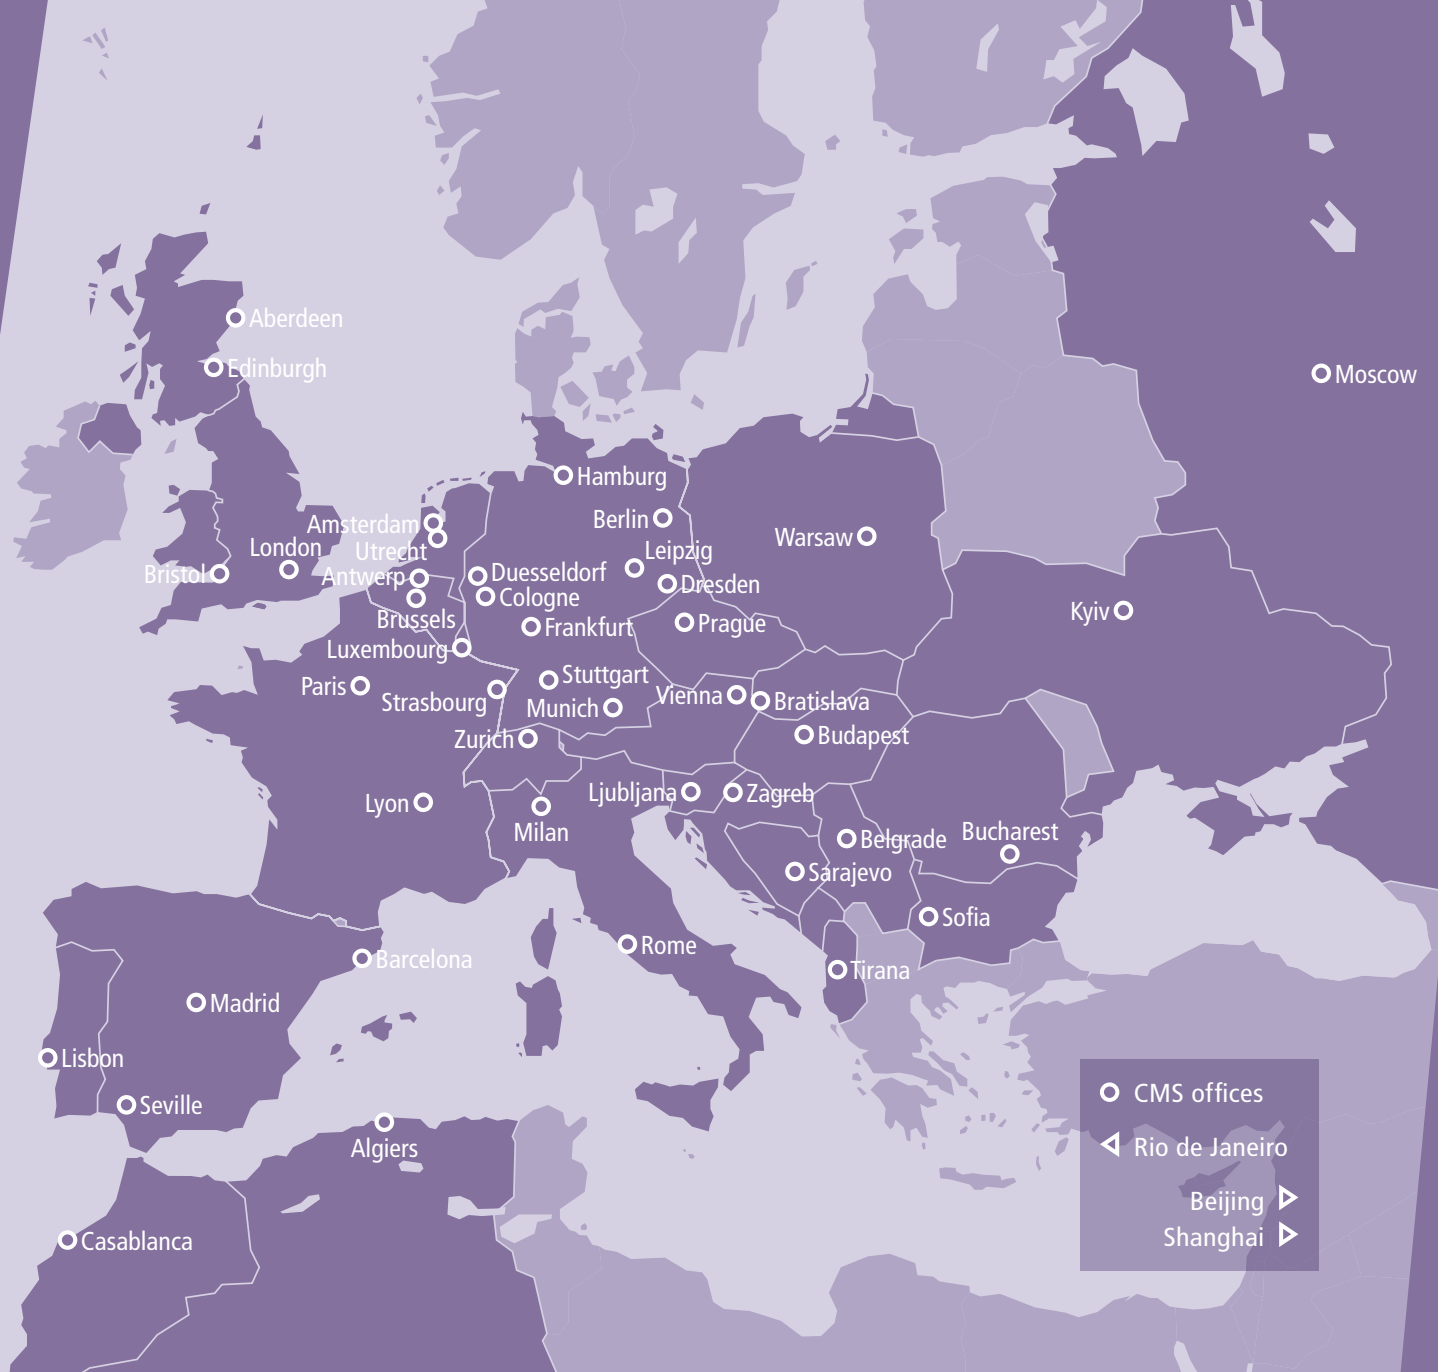 Aberdeen
Edinburgh
Moscow
Hamburg
Amsterdam
Berlin
Warsaw
London
Utrecht
Leipzig
Bristol
Antwerp
Duesseldorf
Dresden
Cologne
Brussels
Frankfurt
Prague
Kyiv
Luxembourg
Paris
Stuttgart
Strasbourg
Munich
Vienna
Bratislava
Zurich
Budapest
Lyon
Ljubljana
Zagreb
Milan
Belgrade
Bucharest
Sarajevo
Sofia
Barcelona
Rome
Tirana
Madrid
Lisbon
Seville
Algiers
Casablanca
CMS offices
Rio de Janeiro
Beijing
Shanghai